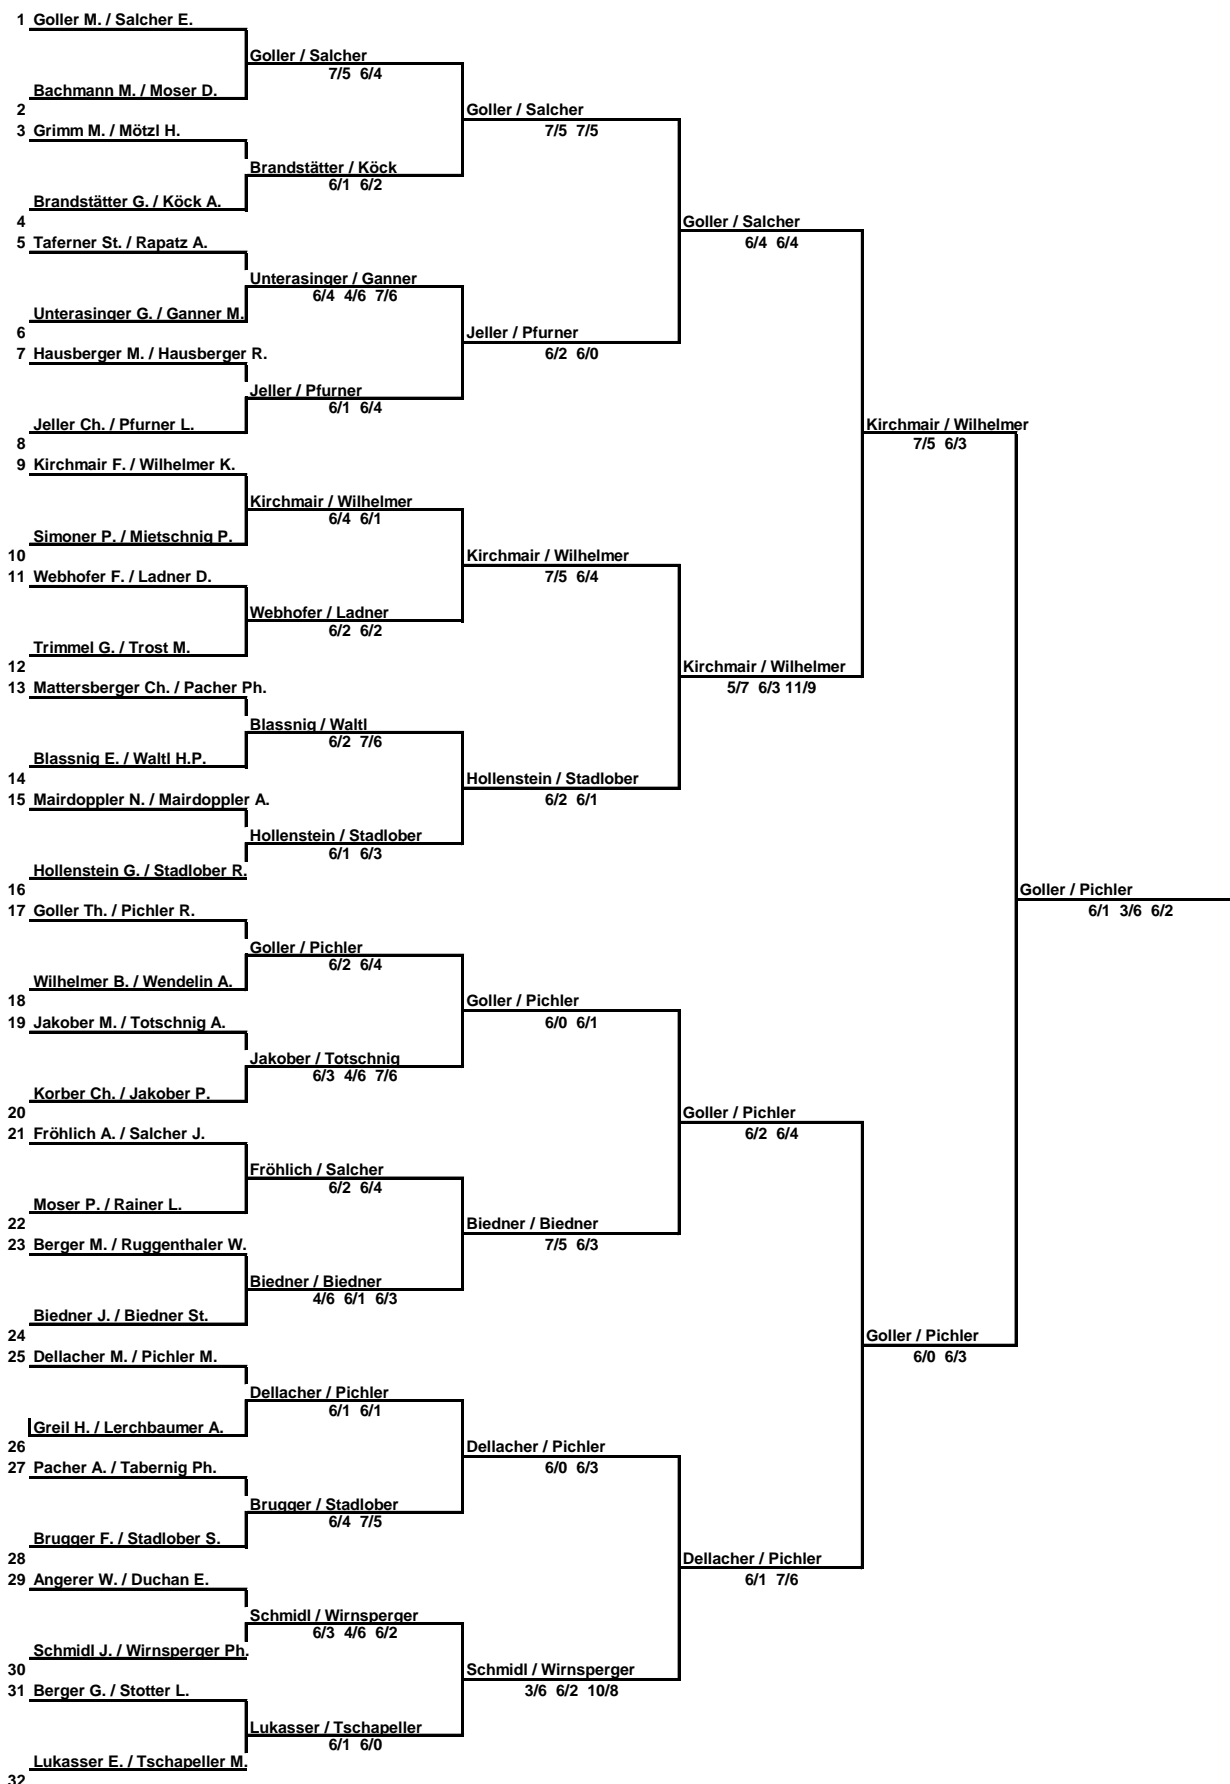 1 Goller M. / Salcher E.
Goller / Salcher
7/5 6/4
Bachmann M. / Moser D.
2
Goller / Salcher
7/5 7/5
3 Grimm M. / Mötzl H.
Brandstätter / Köck
6/1 6/2
Brandstätter G. / Köck A.
4
Goller / Salcher
6/4 6/4
5 Taferner St. / Rapatz A.
Unterasinger / Ganner
6/4 4/6 7/6
Unterasinger G. / Ganner M.
6
Jeller / Pfurner
6/2 6/0
7 Hausberger M. / Hausberger R.
Jeller / Pfurner
6/1 6/4
Jeller Ch. / Pfurner L.
8
Kirchmair / Wilhelmer
7/5 6/3
9 Kirchmair F. / Wilhelmer K.
Kirchmair / Wilhelmer
6/4 6/1
Simoner P. / Mietschnig P.
10
Kirchmair / Wilhelmer
7/5 6/4
11 Webhofer F. / Ladner D.
Webhofer / Ladner
6/2 6/2
Trimmel G. / Trost M.
12
Kirchmair / Wilhelmer
5/7 6/3 11/9
13 Mattersberger Ch. / Pacher Ph.
Blassnig / Waltl
6/2 7/6
Blassnig E. / Waltl H.P.
14
Hollenstein / Stadlober
6/2 6/1
15 Mairdoppler N. / Mairdoppler A.
Hollenstein / Stadlober
6/1 6/3
Hollenstein G. / Stadlober R.
16
Goller / Pichler
6/1 3/6 6/2
17 Goller Th. / Pichler R.
Goller / Pichler
6/2 6/4
Wilhelmer B. / Wendelin A.
18
Goller / Pichler
6/0 6/1
19 Jakober M. / Totschnig A.
Jakober / Totschnig
6/3 4/6 7/6
Korber Ch. / Jakober P.
20
Goller / Pichler
6/2 6/4
21 Fröhlich A. / Salcher J.
Fröhlich / Salcher
6/2 6/4
Moser P. / Rainer L.
22
Biedner / Biedner
7/5 6/3
23 Berger M. / Ruggenthaler W.
Biedner / Biedner
4/6 6/1 6/3
Biedner J. / Biedner St.
24
Goller / Pichler
6/0 6/3
25 Dellacher M. / Pichler M.
Dellacher / Pichler
6/1 6/1
Greil H. / Lerchbaumer A.
26
Dellacher / Pichler
6/0 6/3
27 Pacher A. / Tabernig Ph.
Brugger / Stadlober
6/4 7/5
Brugger F. / Stadlober S.
28
Dellacher / Pichler
6/1 7/6
29 Angerer W. / Duchan E.
Schmidl / Wirnsperger
6/3 4/6 6/2
Schmidl J. / Wirnsperger Ph.
30
Schmidl / Wirnsperger
3/6 6/2 10/8
31 Berger G. / Stotter L.
Lukasser / Tschapeller
6/1 6/0
Lukasser E. / Tschapeller M.
32